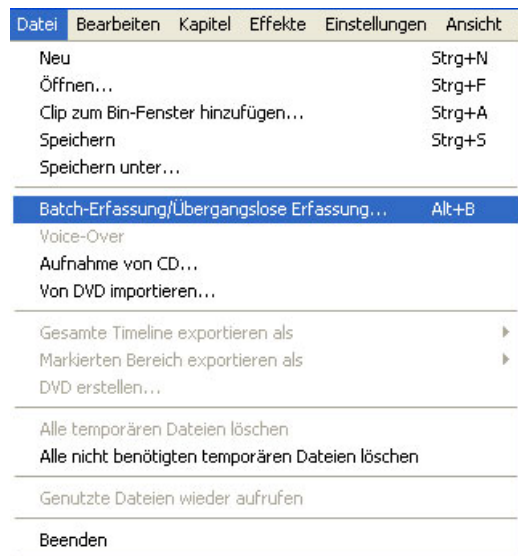 Datei Bearbeiten Kapitel Effekte Einstellungen Ansicht
Neu Strg+N
Öffnen... Strg+F
Clip zum Bin-Fenster hinzufügen... Strg+A
Speichern Strg+S
Speichern unter...
Batch-Erfassung/Übergangslose Erfassung... Alt+B
Voice-Over
Aufnahme von CD...
Von DVD importieren...
Gesamte Timeline exportieren als
Markierten Bereich exportieren als
DVD erstellen...
Alle temporären Dateien löschen
Alle nicht benötigten temporären Dateien löschen
Genutzte Dateien wieder aufrufen
Beenden